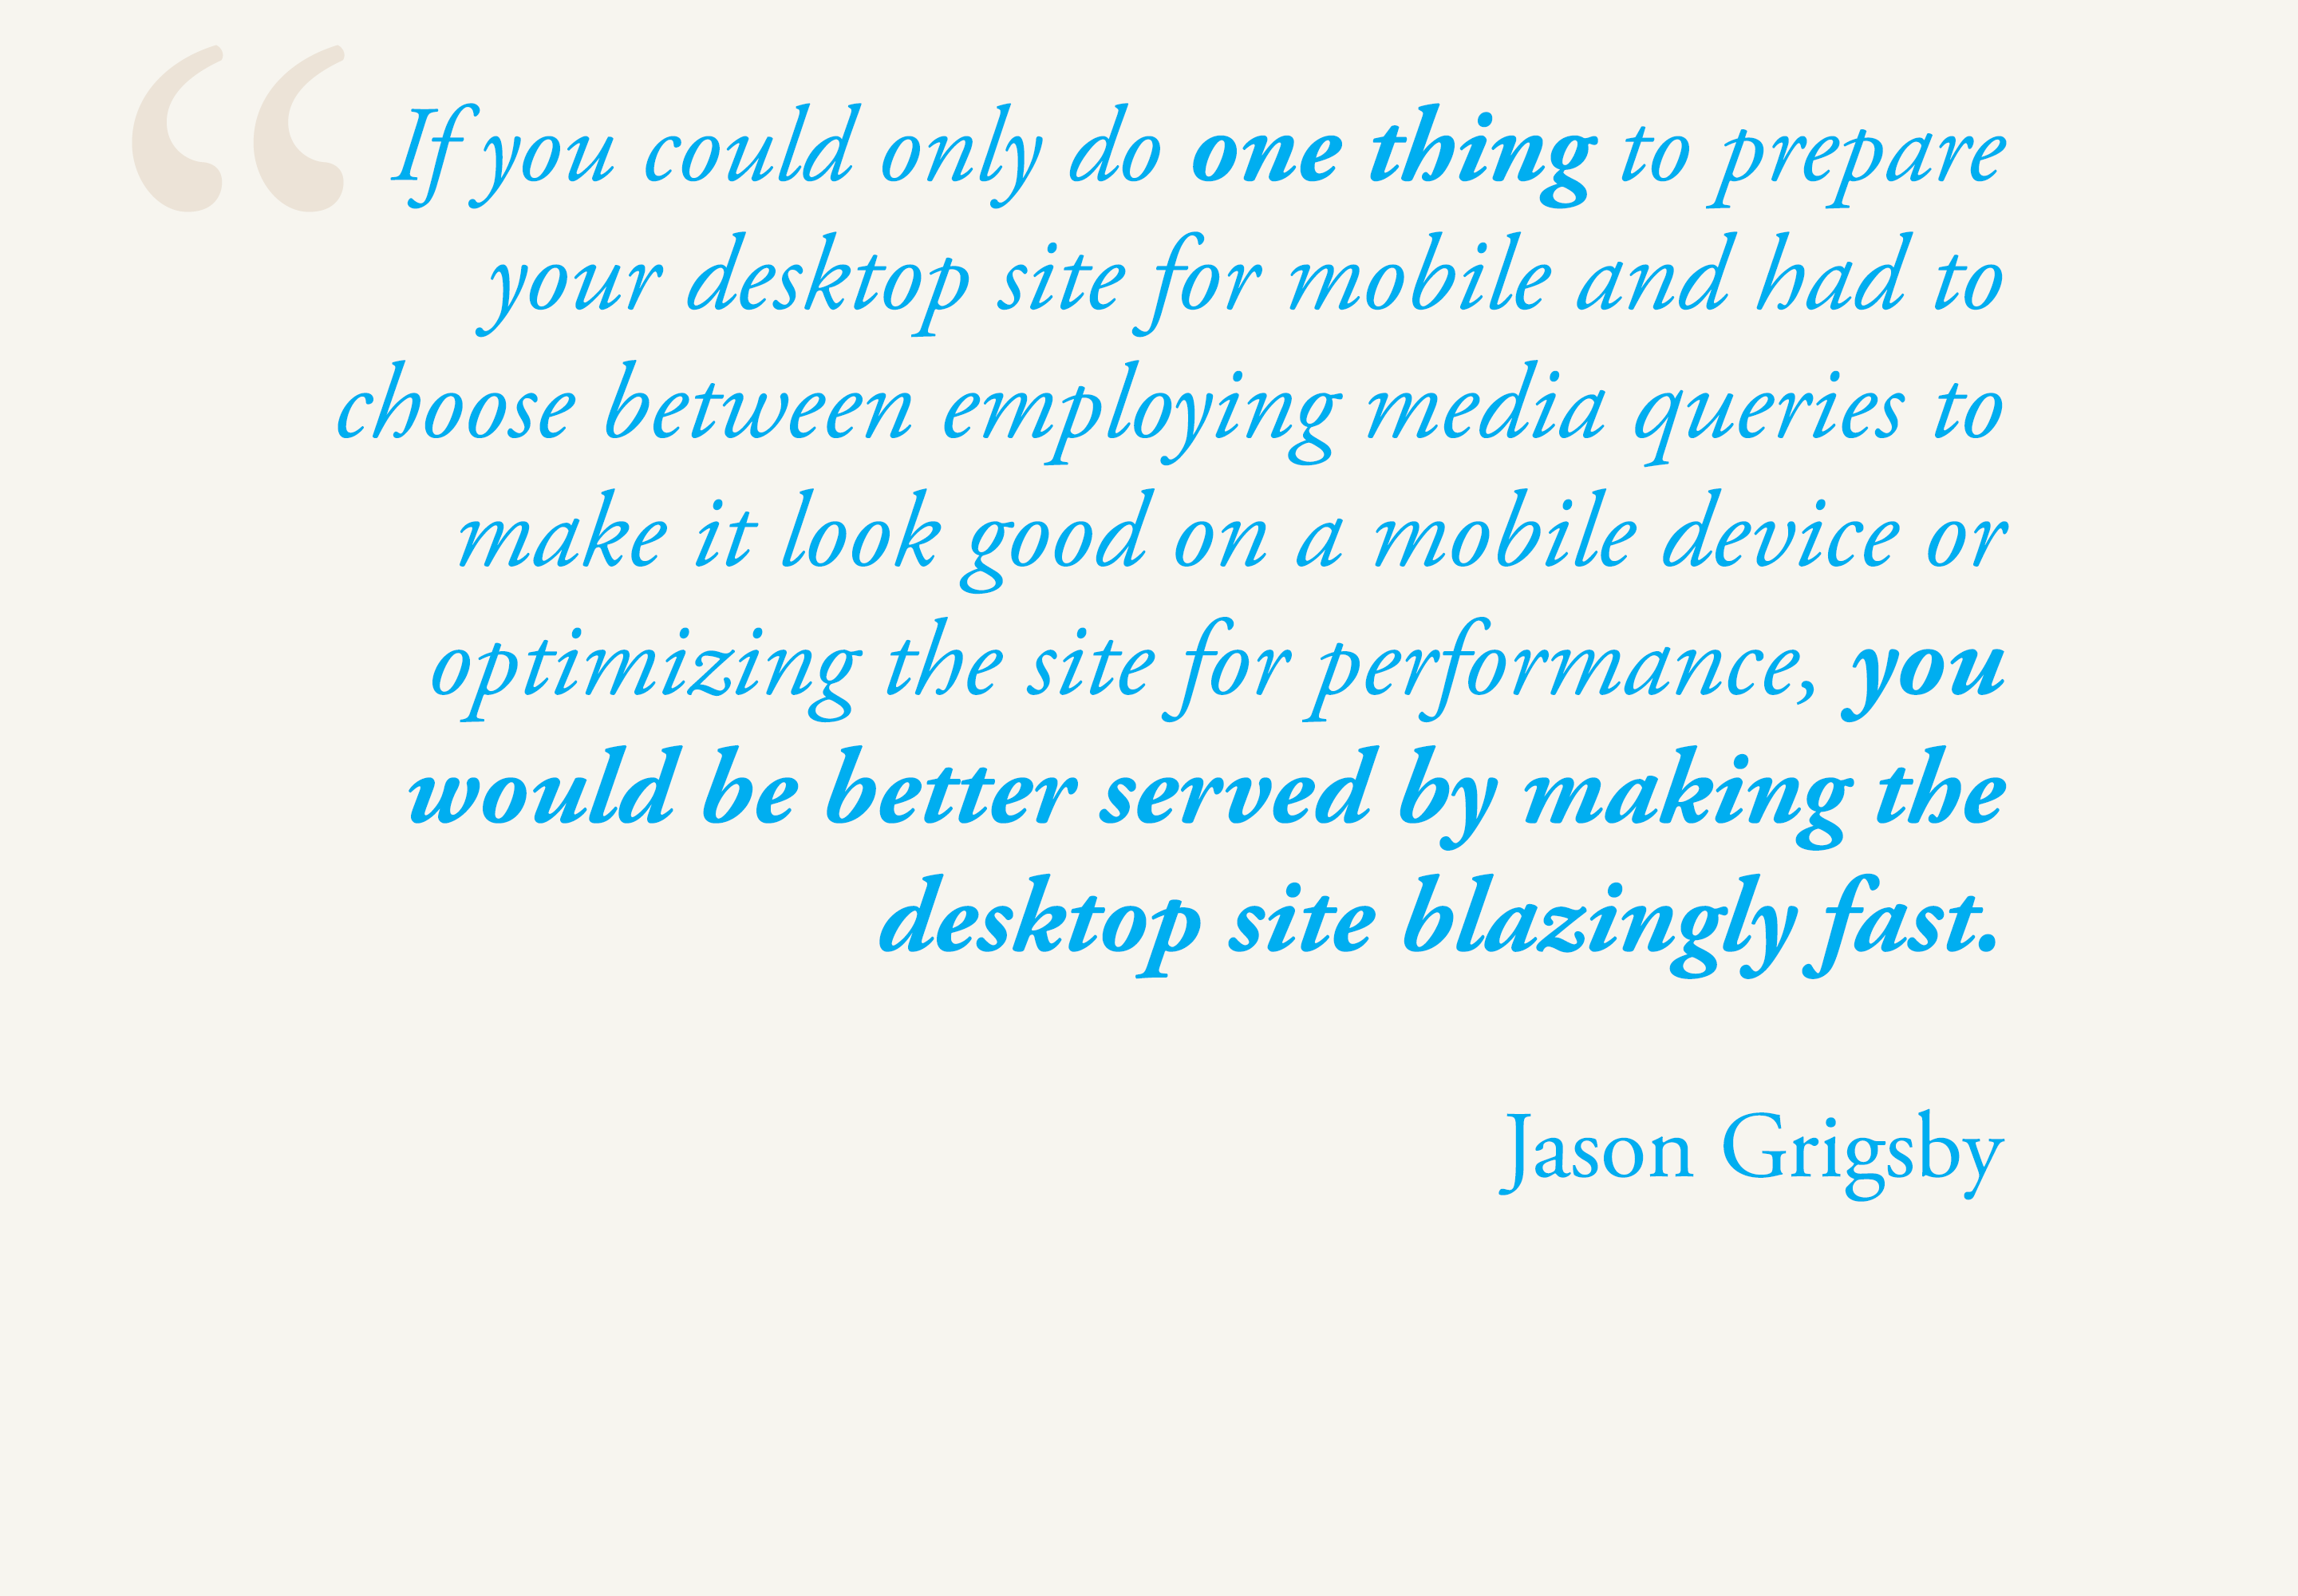 “If you could only do one thing to prepare
your desktop site for mobile and had to
choose between employing media queries to
make it look good on a mobile device or
optimizing the site for performance, you
would be better served by making the
desktop site blazingly fast.
Jason Grigsby